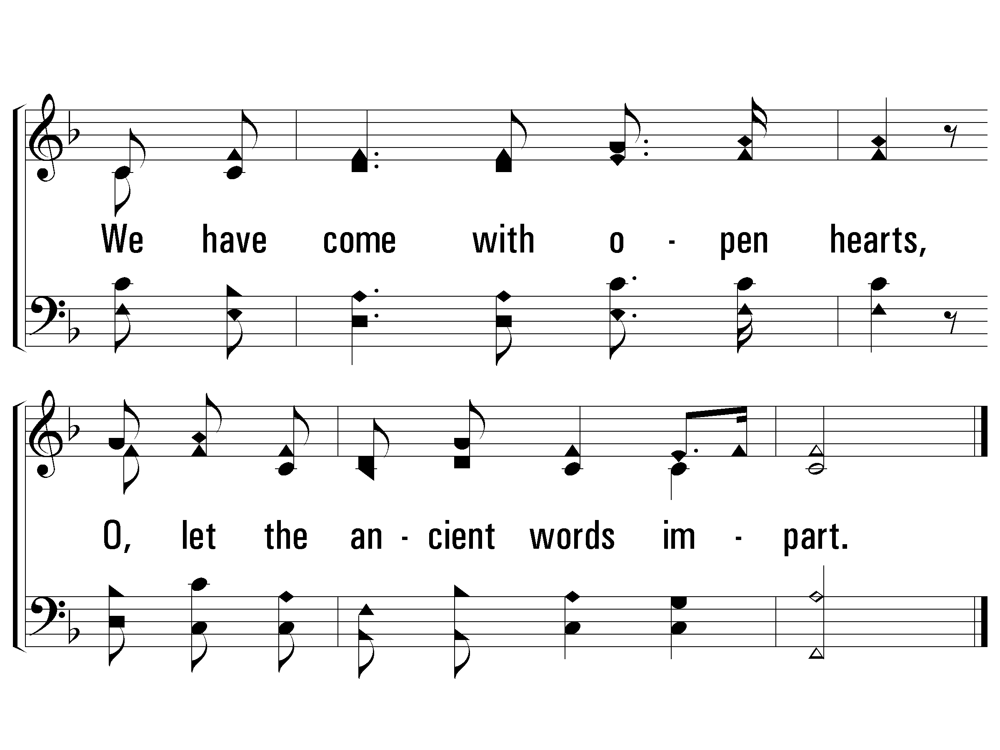 We have come with o - pen hearts,
O, let the an - cient words im - part.